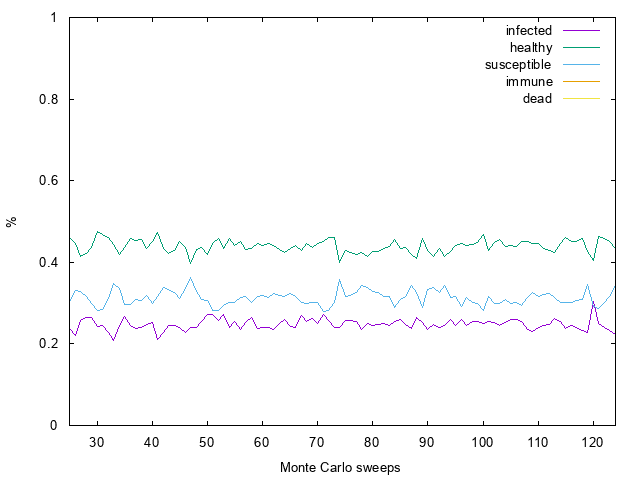 1
0.8
0.6
0.4
0.2
0
%
infected
healthy
susceptible
immune
dead
30 40 50 60 70 80 90 100 110 120
Monte Carlo sweeps